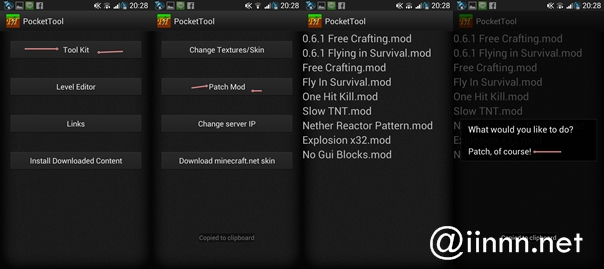 20:28
PocketTool
Tool Kit
Level Editor
Links
Install Downloaded Content
20:28
PocketTool
Change Textures/Skin
Patch Mod
Change server IP
Download minecraft.net skin
Copied to clipboard
20:28
PocketTool
0.6.1 Free Crafting.mod
0.6.1 Flying in Survival.mod
Free Crafting.mod
Fly In Survival.mod
One Hit Kill.mod
Slow TNT.mod
Nether Reactor Pattern.mod
Explosion x32.mod
No Gui Blocks.mod
20:28
PocketTool
0.6.1 Free Crafting.mod
0.6.1 Flying in Survival.mod
Free Crafting.mod
Fly In Survival.mod
One Hit Kill.mod
Slow TNT.mod
What would you like to do?
Patch, of course!
No Gui Blocks.mod
Copied to clipboard
@iinnn.net